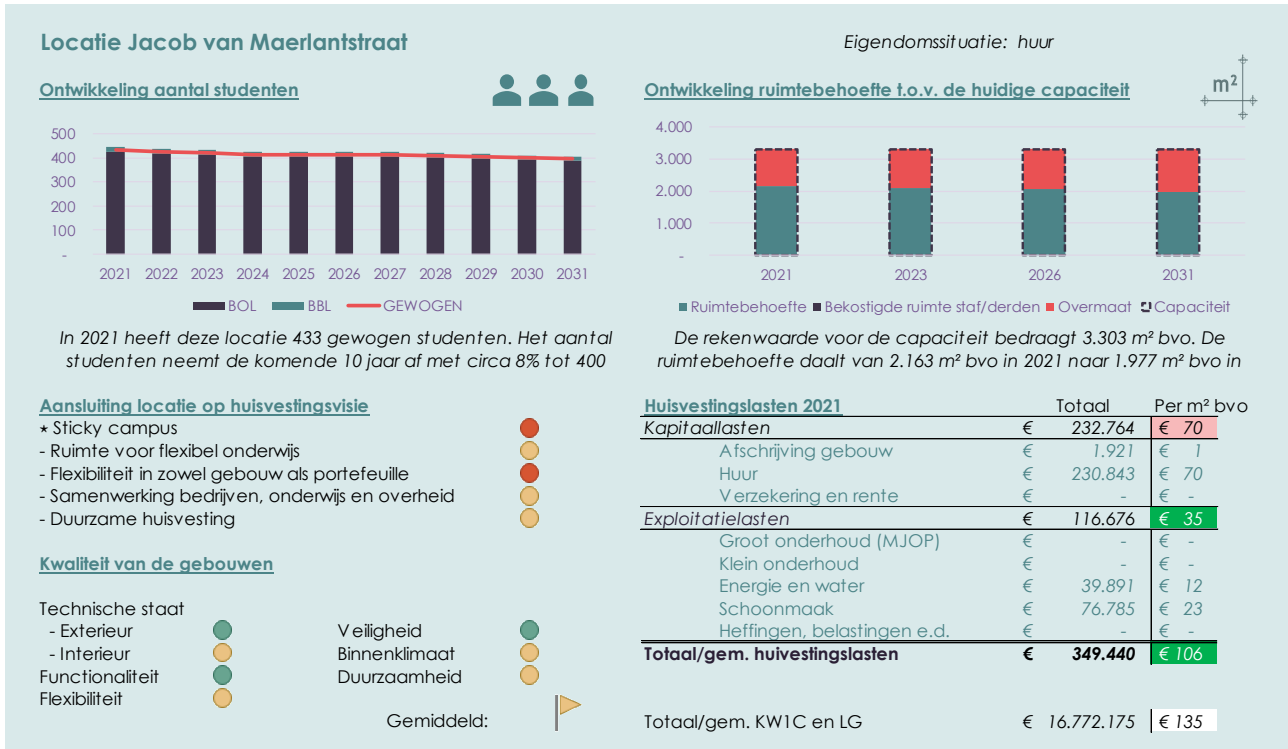 Locatie Jacob van Maerlantstraat
Eigendomssituatie: huur
Ontwikkeling aantal studenten
500
400
300
200
100
-
2021 2022 2023 2024 2025 2026 2027 2028 2029 2030 2031
BOL BBL GEWOGEN
In 2021 heeft deze locatie 433 gewogen studenten. Het aantal
studenten neemt de komende 10 jaar af met circa 8% tot 400
Ontwikkeling ruimtebehoefte t.o.v. de huidige capaciteit
m²
4.000
3.000
2.000
1.000
-
2021 2023 2026 2031
Ruimtebehoefte Bekostigde ruimte staf/derden Overmaat Capaciteit
De rekenwaarde voor de capaciteit bedraagt 3.303 m² bvo. De
ruimtebehoefte daalt van 2.163 m² bvo in 2021 naar 1.977 m² bvo in
Aansluiting locatie op huisvestingsvisie
* Sticky campus
- Ruimte voor flexibel onderwijs
- Flexibiliteit in zowel gebouw als portefeuille
- Samenwerking bedrijven, onderwijs en overheid
- Duurzame huisvesting
Kwaliteit van de gebouwen
Technische staat
- Exterieur
- Interieur
Functionaliteit
Flexibiliteit
Veiligheid
Binnenklimaat
Duurzaamheid
Gemiddeld:
Huisvestingslasten 2021 Totaal Per m² bvo
Kapitaallasten € 232.764 € 70
Afschrijving gebouw € 1.921 € 1
Huur € 230.843 € 70
Verzekering en rente € - € -
Exploitatielasten € 116.676 € 35
Groot onderhoud (MJOP) € - € -
Klein onderhoud € - € -
Energie en water € 39.891 € 12
Schoonmaak € 76.785 € 23
Heffingen, belastingen e.d. € - € -
Totaal/gem. huivestingslasten € 349.440 € 106
Totaal/gem. KW1C en LG € 16.772.175 € 135